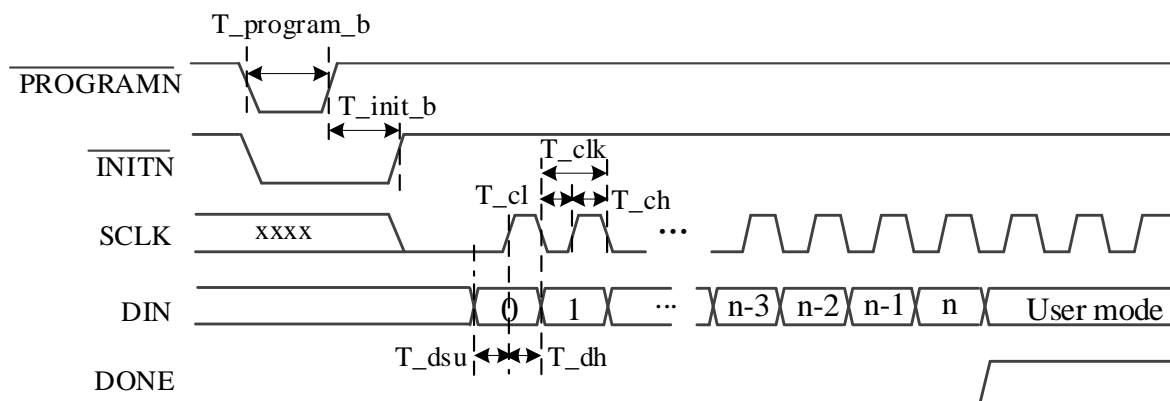 T_program_b
PROGRAMN
T_init_b
INITN
T_clk
T_cl
T_ch
SCLK
xxxx
...
DIN
0
1
...
n-3
n-2
n-1
n
User mode
T_dsu
T_dh
DONE